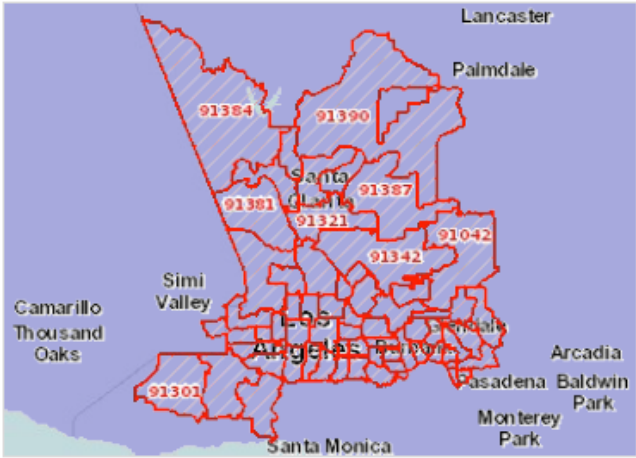 Lancaster
Palmdale
91384
91390
Santa
Clarita
91387
91381
91321
91042
91342
Simi
Valley
Camarillo
Thousand
Oaks
Los
Angeles
Glendale
Burbank
Arcadia
Pasadena
Baldwin
Park
91301
Monterey
Park
Santa Monica